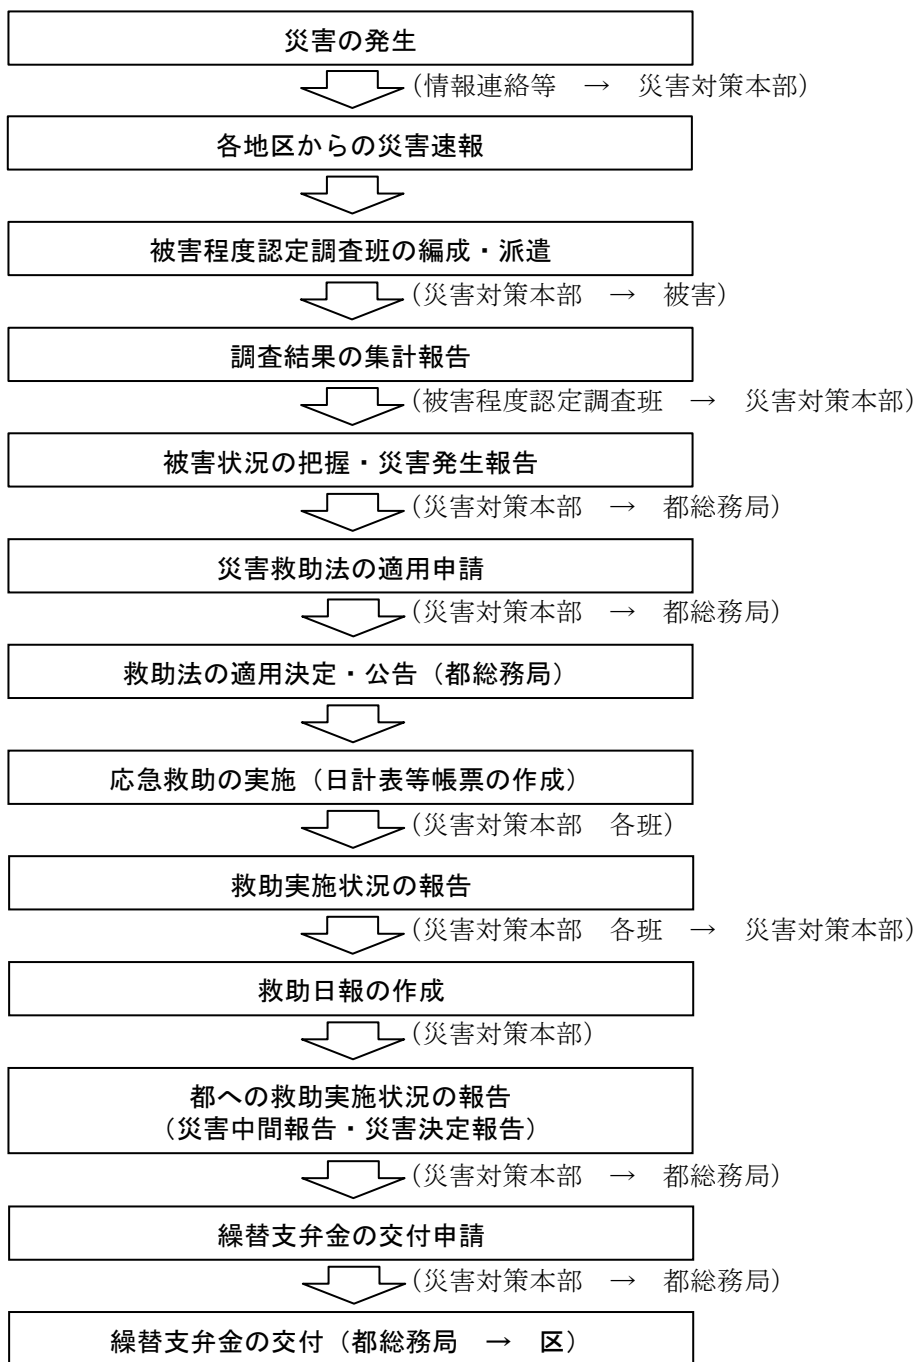 災害の発生
（情報連絡等　→　災害対策本部）
各地区からの災害速報
被害程度認定調査班の編成・派遣
（災害対策本部　→　被害）
調査結果の集計報告
（被害程度認定調査班　→　災害対策本部）
被害状況の把握・災害発生報告
（災害対策本部　→　都総務局）
災害救助法の適用申請
（災害対策本部　→　都総務局）
救助法の適用決定・公告（都総務局）
応急救助の実施（日計表等帳票の作成）
（災害対策本部　各班）
救助実施状況の報告
（災害対策本部　各班　→　災害対策本部）
救助日報の作成
（災害対策本部）
都への救助実施状況の報告
（災害中間報告・災害決定報告）
（災害対策本部　→　都総務局）
繰替支弁金の交付申請
（災害対策本部　→　都総務局）
繰替支弁金の交付（都総務局　→　区）